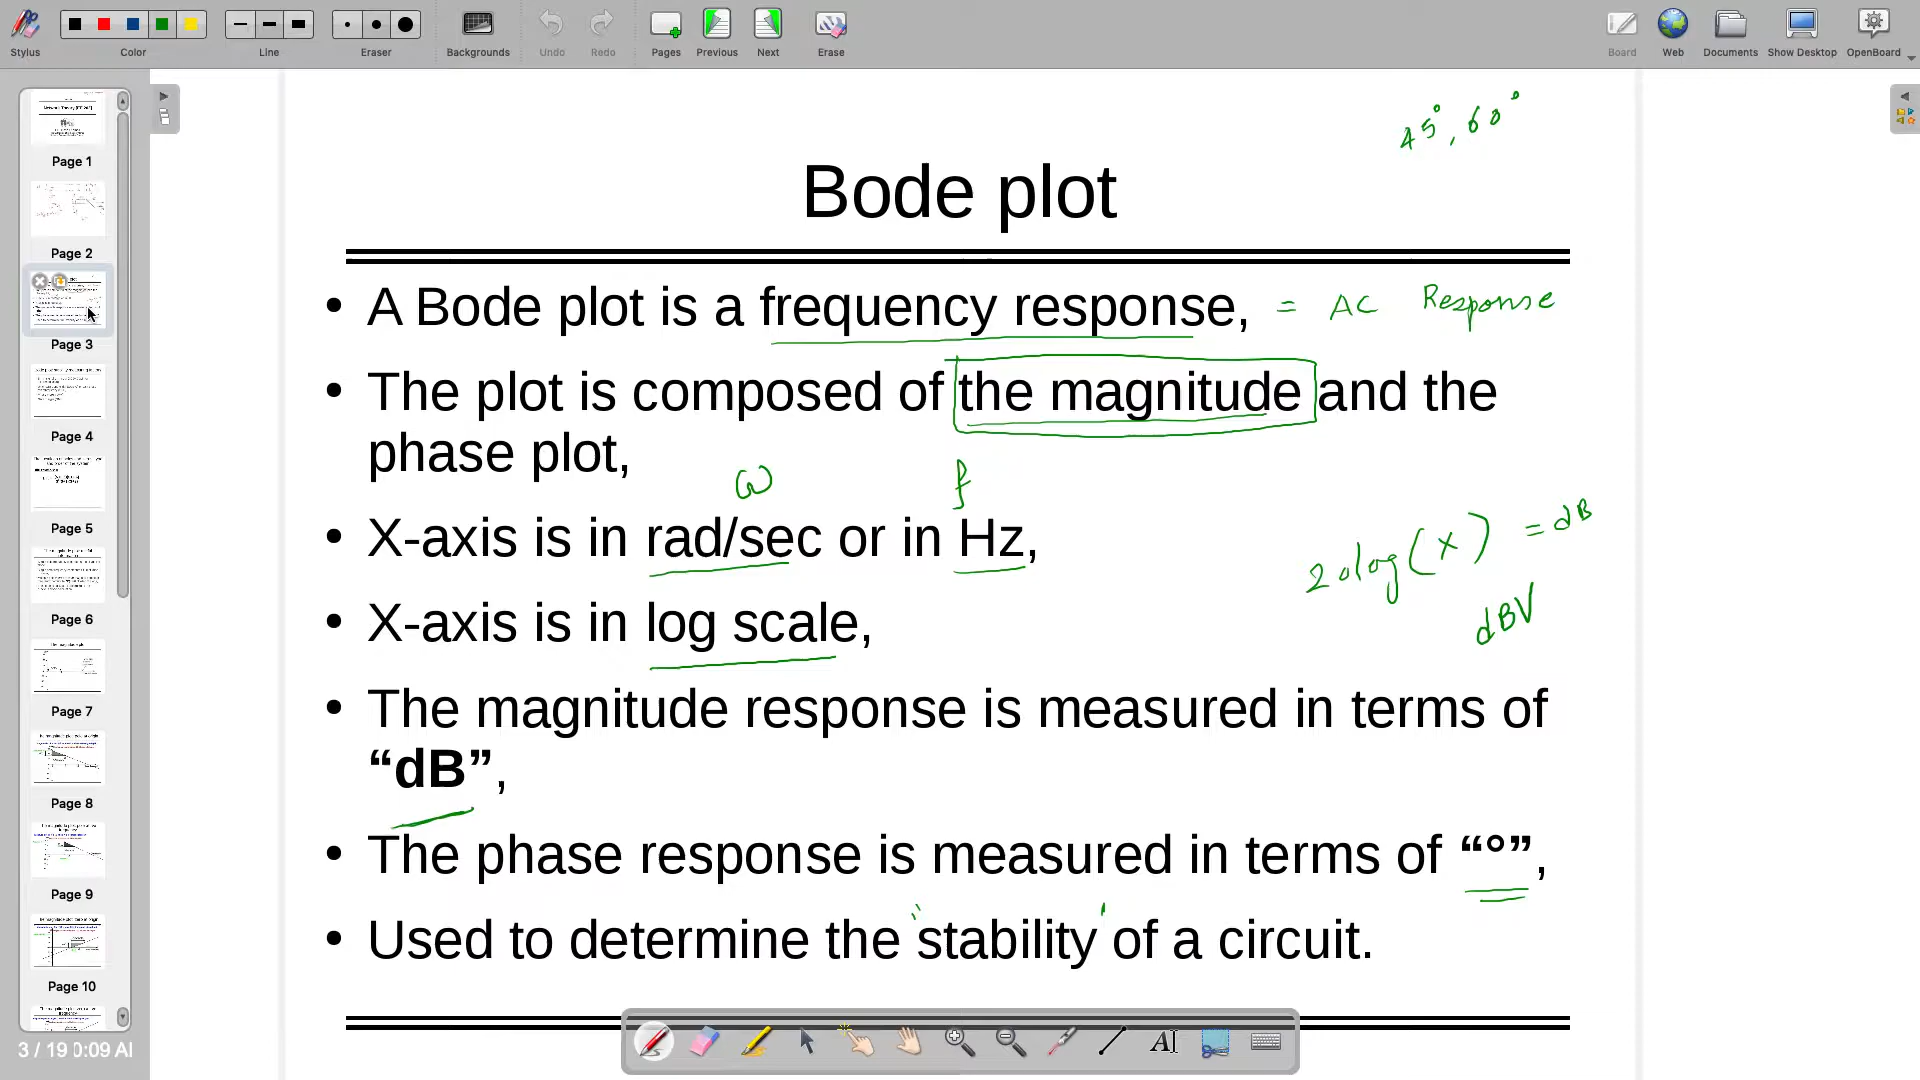 Stylus
Color
Line
Eraser
Backgrounds
Undo
Redo
Pages
Previous
Next
Erase
Board
Web
Documents
Show Desktop
OpenBoard
Page 1
Page 2
Page 3
Page 4
Page 5
Page 6
Page 7
Page 8
Page 9
Page 10
3 / 19
45°, 60°
Bode plot
• A Bode plot is a frequency response, = AC Response
• The plot is composed of the magnitude and the
phase plot,
ω f
• X-axis is in rad/sec or in Hz,
20log(x) = dB
dBV
• X-axis is in log scale,
• The magnitude response is measured in terms of
“dB”,
• The phase response is measured in terms of “°”,
• Used to determine the stability of a circuit.
AI